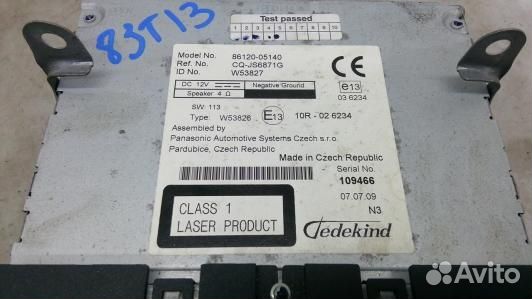 83T13
Test passed
1 2 3 4 5 6 7 8 9 10
Model No. 86120-05140
Ref. No. CQ-JS6871G
ID No. W53827
DC 12V
Negative Ground
Speaker 4 Ω
e13
03 6234
SW: 113
Type: W53826 E13 10R - 02 6234
Assembled by
Panasonic Automotive Systems Czech s.r.o.
Pardubice, Czech Republic
Made in Czech Republic
Serial No.
109466
07.07.09
N3
CLASS 1
LASER PRODUCT
Tedekind
Avito